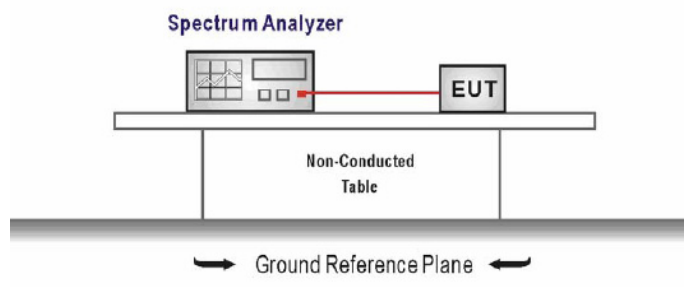 Spectrum Analyzer
EUT
Non-Conducted
Table
Ground Reference Plane